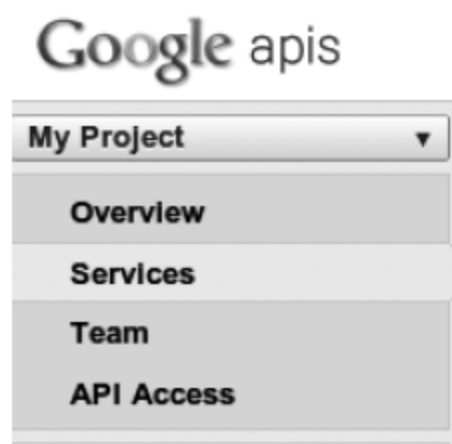 Google apis
My Project
Overview
Services
Team
API Access